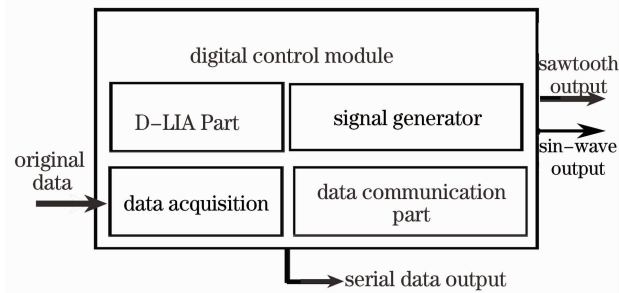 digital control module
D-LIA Part
signal generator
data acquisition
data communication
part
original
data
sawtooth
output
sin-wave
output
serial data output